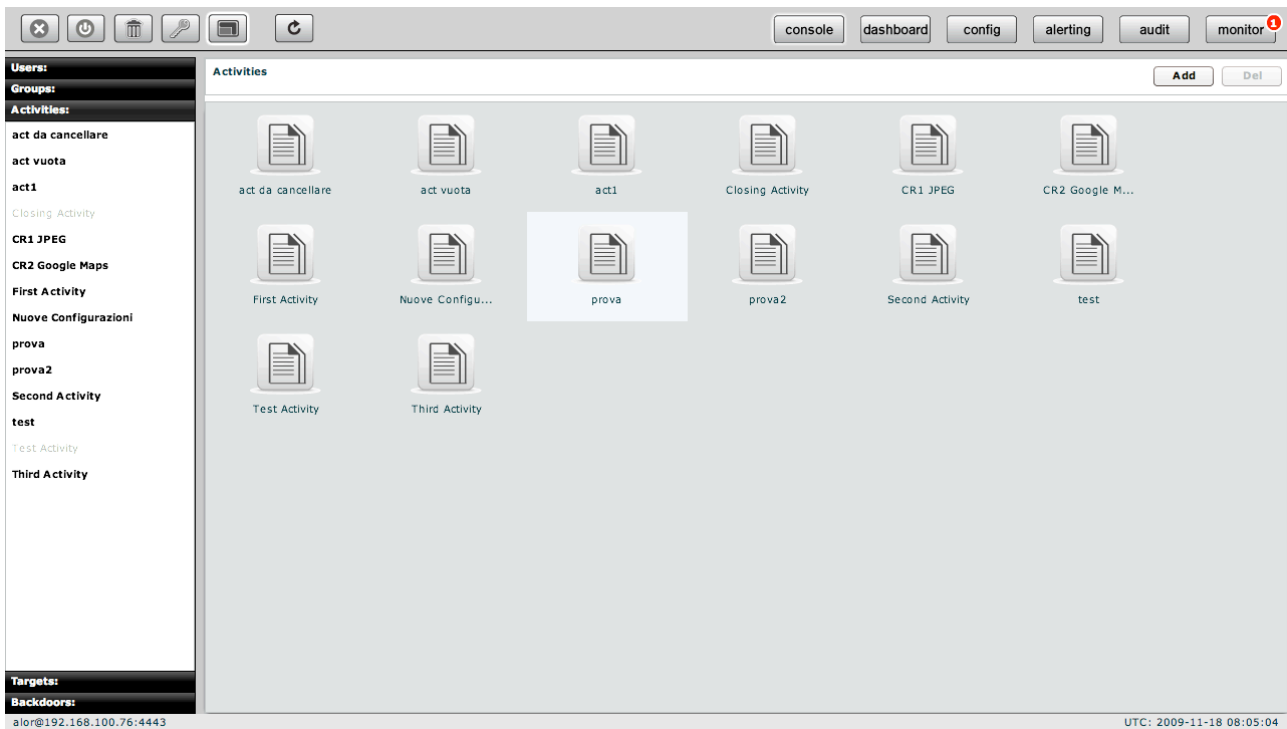 console dashboard config alerting audit monitor 1
Users:
Groups:
Activities:
act da cancellare
act vuota
act1
Closing Activity
CR1 JPEG
CR2 Google Maps
First Activity
Nuove Configurazioni
prova
prova2
Second Activity
test
Test Activity
Third Activity
Targets:
Backdoors:
Activities
Add Del
act da cancellare act vuota act1 Closing Activity CR1 JPEG CR2 Google M...
First Activity Nuove Configu... prova prova2 Second Activity test
Test Activity Third Activity
alor@192.168.100.76:4443
UTC: 2009-11-18 08:05:04